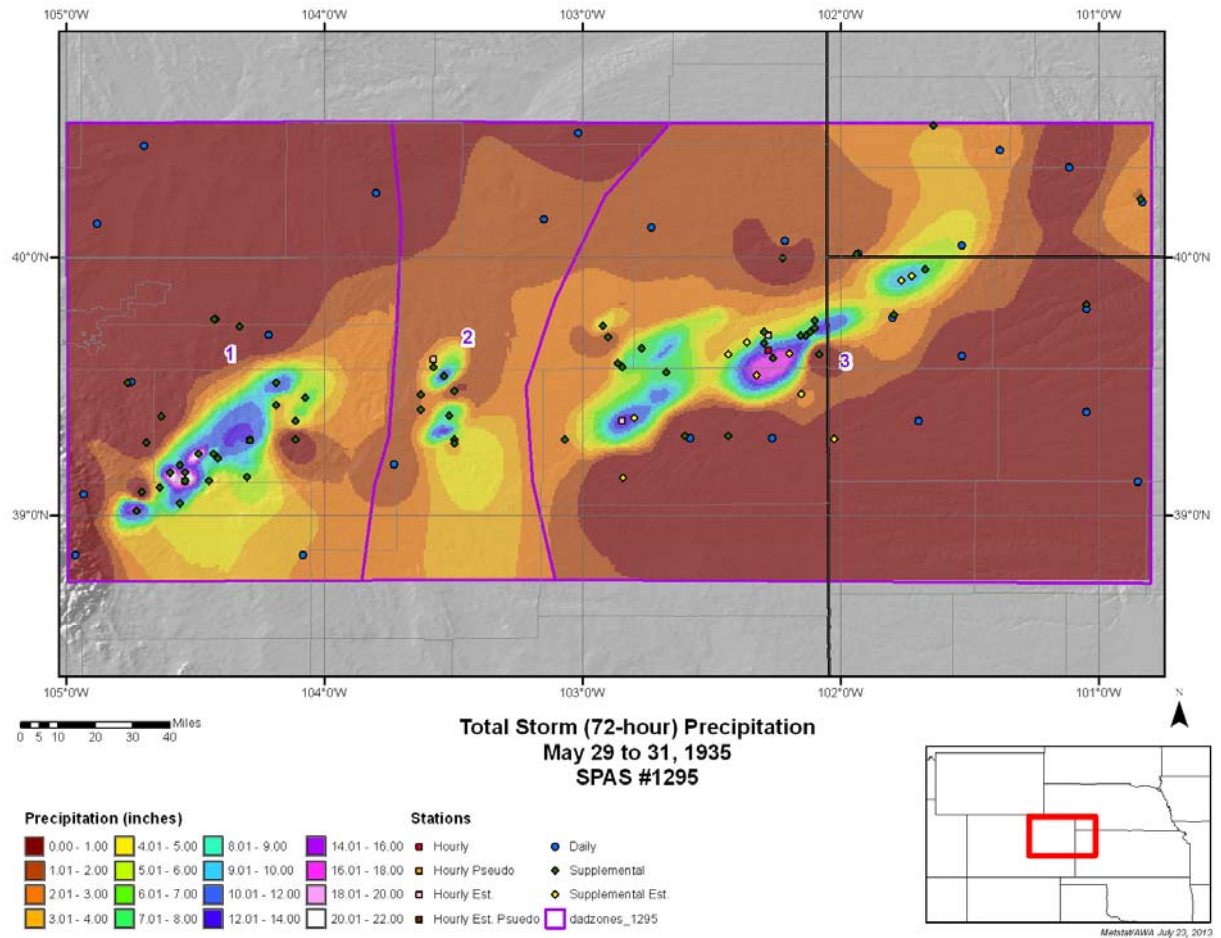 105°0'W 104°0'W 103°0'W 102°0'W 101°0'W
40°0'N 40°0'N
2
1
3
39°0'N 39°0'N
105°0'W 104°0'W 103°0'W 102°0'W 101°0'W
Miles
0 5 10 20 30 40
N
Total Storm (72-hour) Precipitation
May 29 to 31, 1935
SPAS #1295
Precipitation (inches)
0.00 - 1.00 4.01 - 5.00 8.01 - 9.00 14.01 - 16.00
1.01 - 2.00 5.01 - 6.00 9.01 - 10.00 16.01 - 18.00
2.01 - 3.00 6.01 - 7.00 10.01 - 12.00 18.01 - 20.00
3.01 - 4.00 7.01 - 8.00 12.01 - 14.00 20.01 - 22.00
Stations
Hourly Daily
Hourly Pseudo Supplemental
Hourly Est. Supplemental Est.
Hourly Est. Psuedo dadzones_1295
Metstat/AWA July 23, 2013